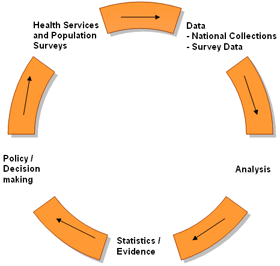 Health Services
and Population
Surveys
Data
- National Collections
- Survey Data
Analysis
Statistics /
Evidence
Policy /
Decision
making